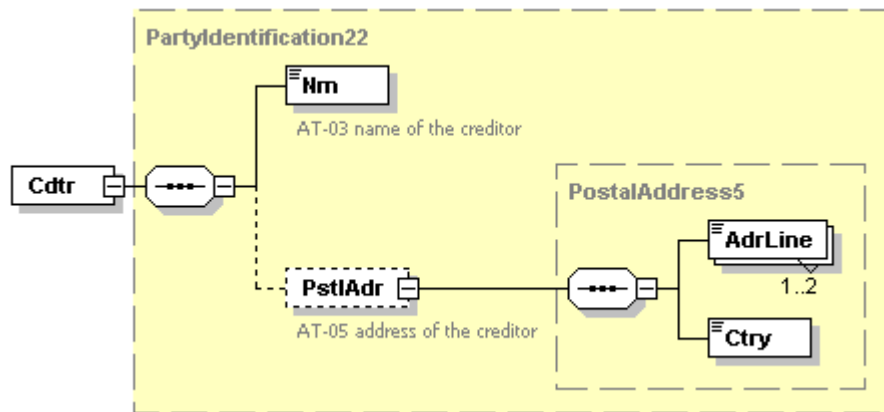 PartyIdentification22
Nm
AT-03 name of the creditor
Cdtr
PostalAddress5
AdrLine
1..2
PstlAdr
AT-05 address of the creditor
Ctry